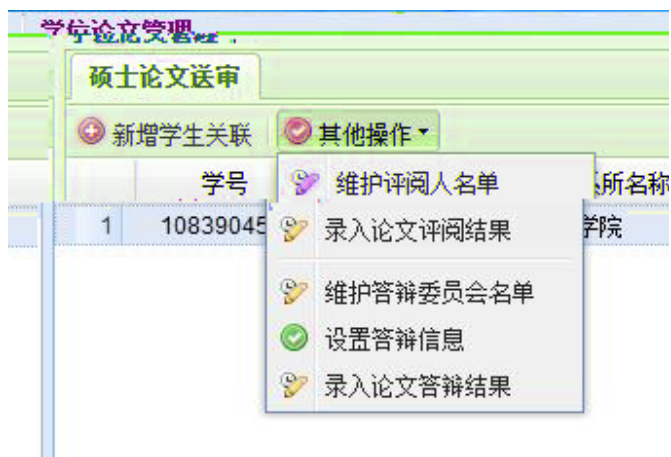 学位论文管理
硕士论文送审
新增学生关联 其他操作
学号 维护评阅人名单 所名称
1 10839045 录入论文评阅结果 学院
维护答辩委员会名单
设置答辩信息
录入论文答辩结果